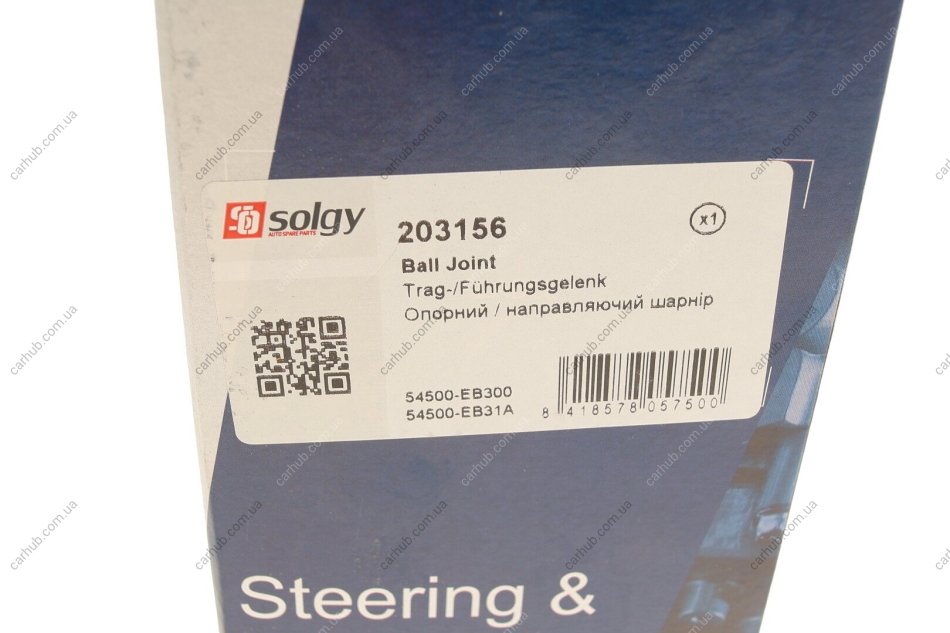 solgy
AUTO SPARE PARTS
203156
x1
Ball Joint
Trag-/Führungsgelenk
Опорний / направляючий шарнір
54500-EB300
54500-EB31A
8 418578 057500
Steering &
carhub.com.ua